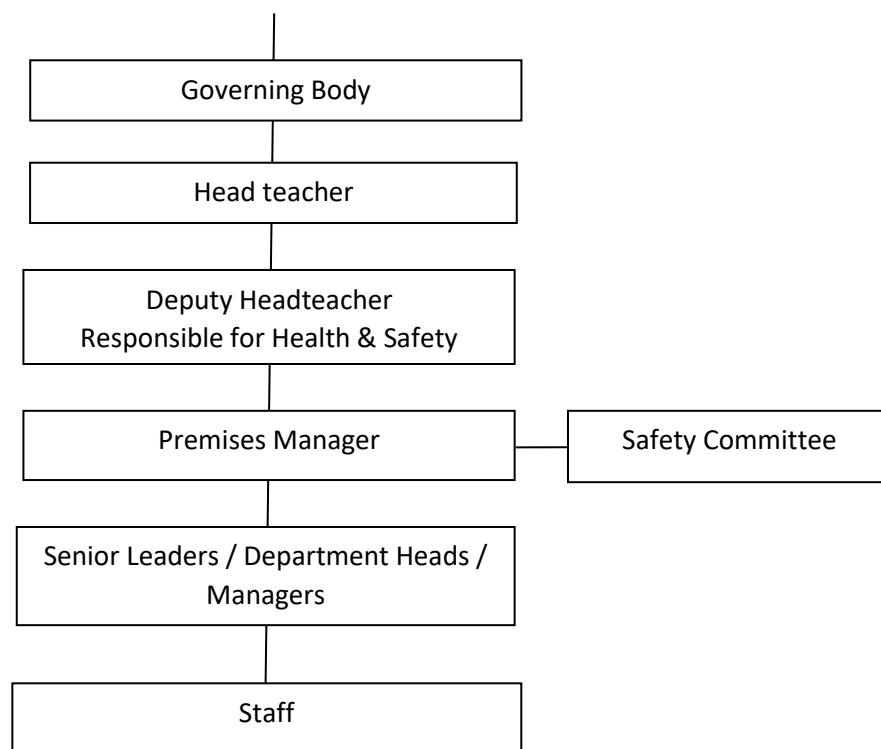 Governing Body
Head teacher
Deputy Headteacher
Responsible for Health & Safety
Premises Manager
Safety Committee
Senior Leaders / Department Heads /
Managers
Staff